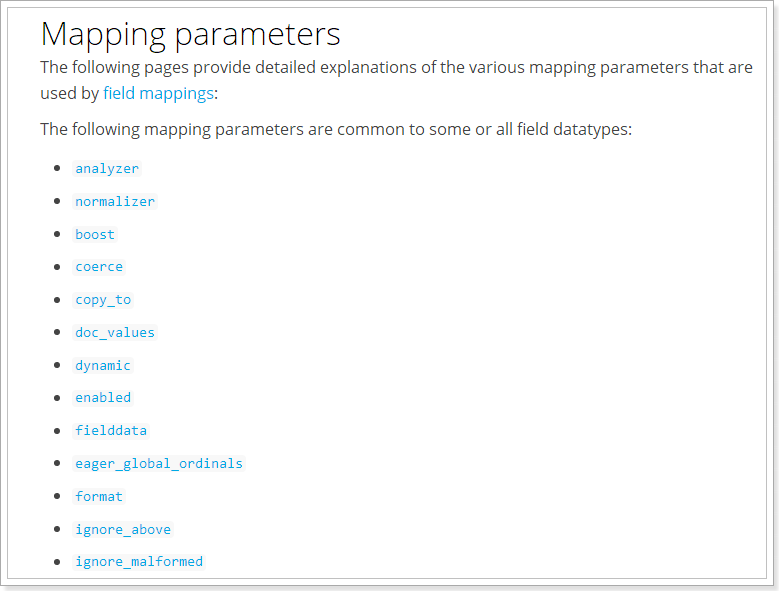 Mapping parameters
The following pages provide detailed explanations of the various mapping parameters that are
used by field mappings:
The following mapping parameters are common to some or all field datatypes:
analyzer
normalizer
boost
coerce
copy_to
doc_values
dynamic
enabled
fielddata
eager_global_ordinals
format
ignore_above
ignore_malformed